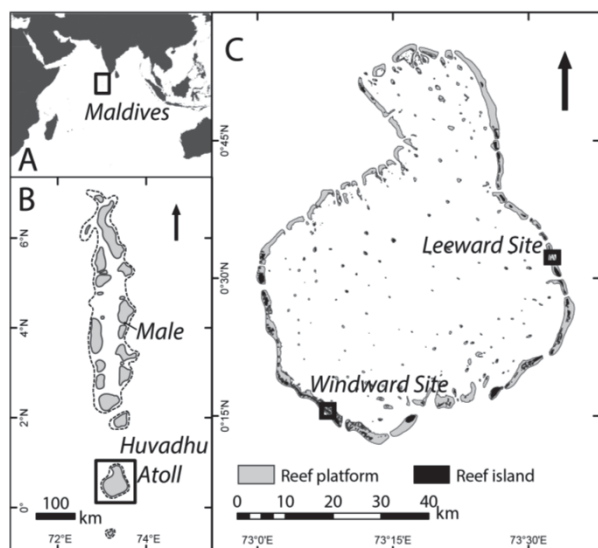 A
Maldives
B
6°N
4°N
2°N
0°
Male
Huvadhu
Atoll
100
km
72°E
74°E
C
0°45'N
0°30'N
0°15'N
Leeward Site
Windward Site
Reef platform
Reef island
0
10
20
30
40
km
73°0'E
73°15'E
73°30'E